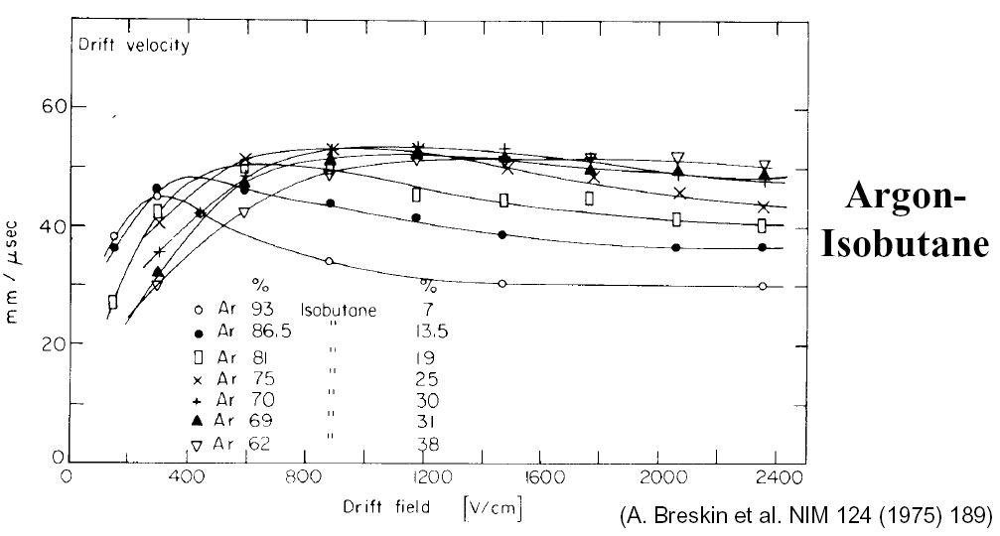 Drift velocity
60
40
20
0
mm / μsec
% %
○ Ar 93 Isobutane 7
● Ar 86.5 " 13.5
▯ Ar 81 " 19
× Ar 75 " 25
+ Ar 70 " 30
▲ Ar 69 " 31
▽ Ar 62 " 38
0 400 800 1200 1600 2000 2400
Drift field [V/cm]
Argon-
Isobutane
(A. Breskin et al. NIM 124 (1975) 189)